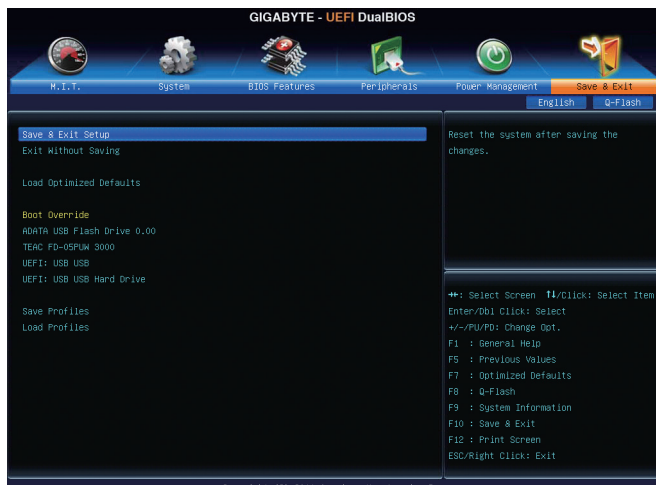 GIGABYTE - UEFI DualBIOS
M.I.T. System BIOS Features Peripherals Power Management Save & Exit
English Q-Flash
Save & Exit Setup
Exit Without Saving
Load Optimized Defaults
Boot Override
ADATA USB Flash Drive 0.00
TEAC FD-05PUW 3000
UEFI: USB USB
UEFI: USB USB Hard Drive
Save Profiles
Load Profiles
Reset the system after saving the
changes.
→←: Select Screen ↑↓/Click: Select Item
Enter/Dbl Click: Select
+/-/PU/PD: Change Opt.
F1 : General Help
F5 : Previous Values
F7 : Optimized Defaults
F8 : Q-Flash
F9 : System Information
F10 : Save & Exit
F12 : Print Screen
ESC/Right Click: Exit